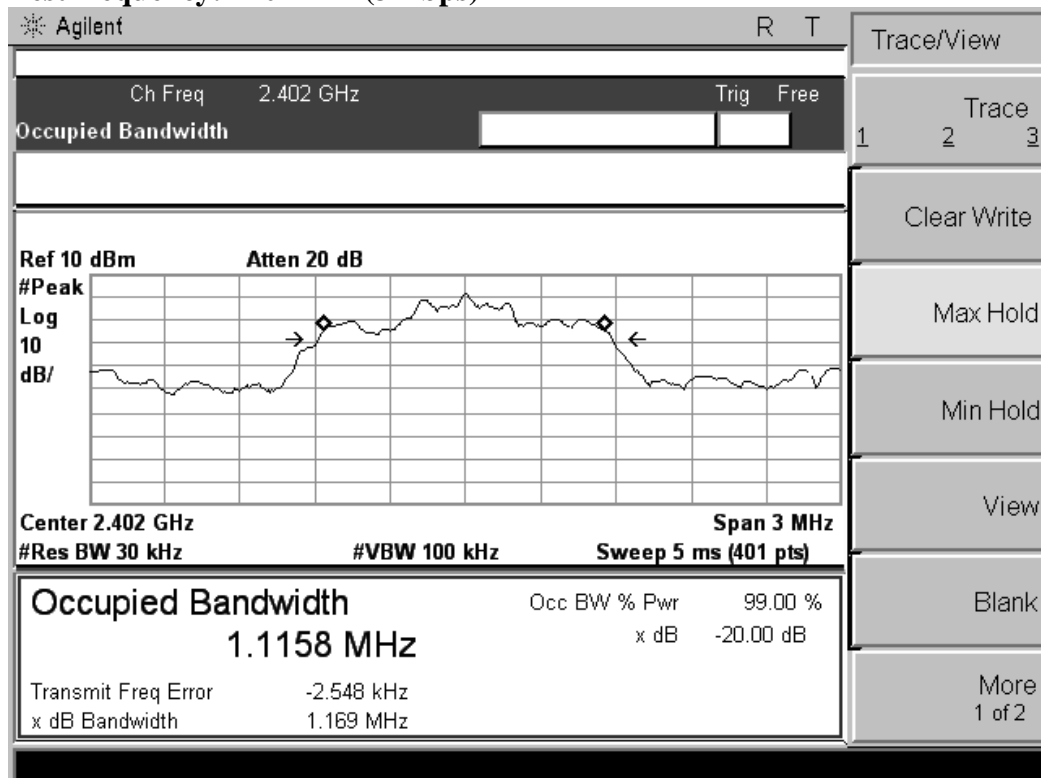 Agilent R T
Trace/View
Ch Freq 2.402 GHz Trig Free
Occupied Bandwidth
Trace
1 2 3
Clear Write
Ref 10 dBm Atten 20 dB
#Peak
Log
10
dB/
Max Hold
Min Hold
View
Center 2.402 GHz Span 3 MHz
#Res BW 30 kHz #VBW 100 kHz Sweep 5 ms (401 pts)
Occupied Bandwidth Occ BW % Pwr 99.00 %
1.1158 MHz x dB -20.00 dB
Blank
Transmit Freq Error -2.548 kHz
x dB Bandwidth 1.169 MHz
More
1 of 2